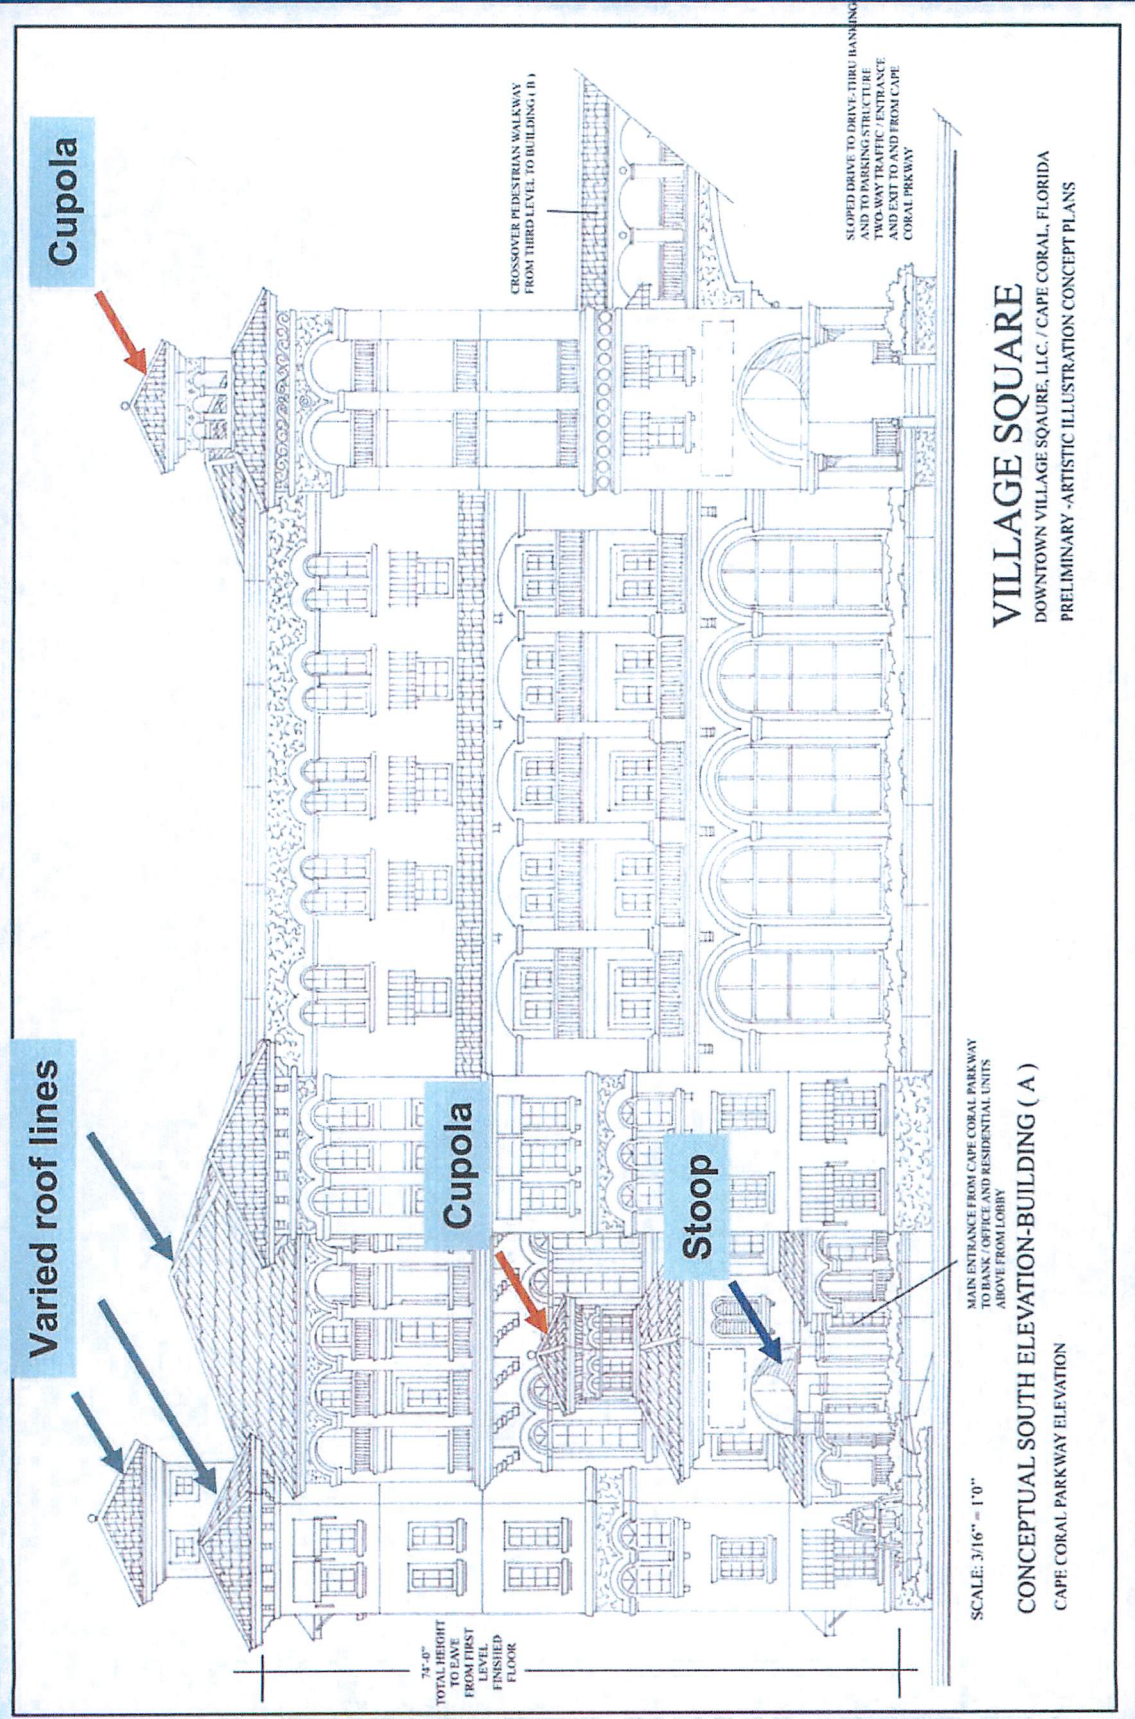 Varied roof lines
Cupola
Cupola
Stoop
CROSSOVER PEDESTRIAN WALKWAY
FROM THIRD LEVEL TO BUILDING ( B )
SLOPED DRIVE TO DRIVE-THRU BANKING
AND TO PARKING STRUCTURE
TWO-WAY TRAFFIC / ENTRANCE
AND EXIT TO AND FROM CAPE
CORAL PRKWAY
74'-0"
TOTAL HEIGHT
TO EAVE
FROM FIRST
LEVEL
FINISHED
FLOOR
MAIN ENTRANCE FROM CAPE CORAL PARKWAY
TO BANK / OFFICE AND RESIDENTIAL UNITS
ABOVE FROM LOBBY
SCALE: 3/16" = 1'0"
CONCEPTUAL SOUTH ELEVATION-BUILDING ( A )
CAPE CORAL PARKWAY ELEVATION
VILLAGE SQUARE
DOWNTOWN VILLAGE SQAURE, LLC. / CAPE CORAL, FLORIDA
PRELIMINARY -ARTISTIC ILLUSTRATION CONCEPT PLANS